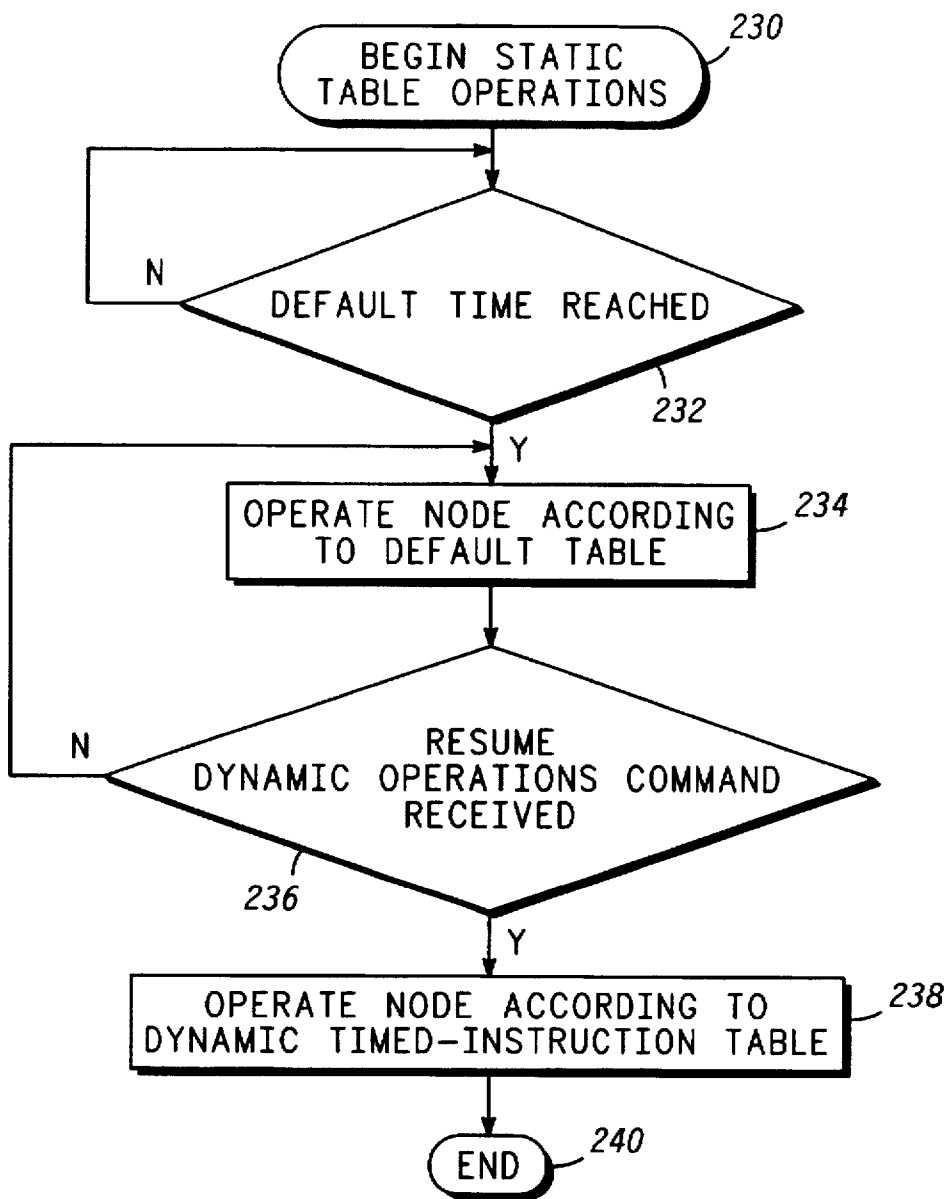 230
BEGIN STATIC
TABLE OPERATIONS
N
DEFAULT TIME REACHED
232
Y
OPERATE NODE ACCORDING
TO DEFAULT TABLE
234
N
RESUME
DYNAMIC OPERATIONS COMMAND
RECEIVED
236
Y
OPERATE NODE ACCORDING TO
DYNAMIC TIMED-INSTRUCTION TABLE
238
END
240